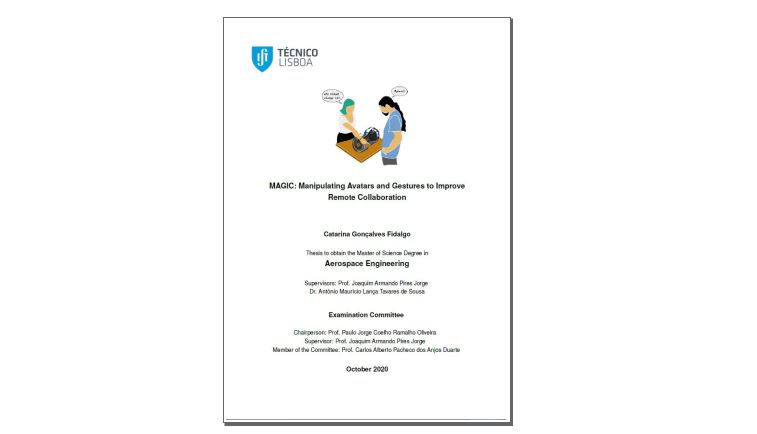 TÉCNICO
LISBOA
MAGIC: Manipulating Avatars and Gestures to Improve
Remote Collaboration
Catarina Gonçalves Fidalgo
Thesis to obtain the Master of Science Degree in
Aerospace Engineering
Supervisors: Prof. Joaquim Armando Pires Jorge
Dr. António Maurício Lança Tavares de Sousa
Examination Committee
Chairperson: Prof. Paulo Jorge Coelho Ramalho Oliveira
Supervisor: Prof. Joaquim Armando Pires Jorge
Member of the Committee: Prof. Carlos Alberto Pacheco dos Anjos Duarte
October 2020